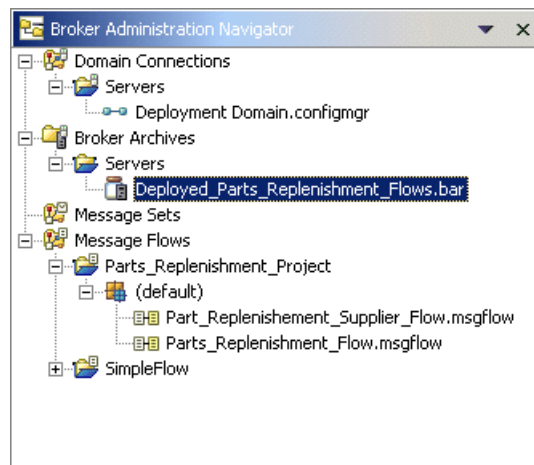 Broker Administration Navigator
Domain Connections
Servers
Deployment Domain.configmgr
Broker Archives
Servers
Deployed_Parts_Replenishment_Flows.bar
Message Sets
Message Flows
Parts_Replenishment_Project
(default)
Part_Replenishement_Supplier_Flow.msgflow
Parts_Replenishment_Flow.msgflow
SimpleFlow